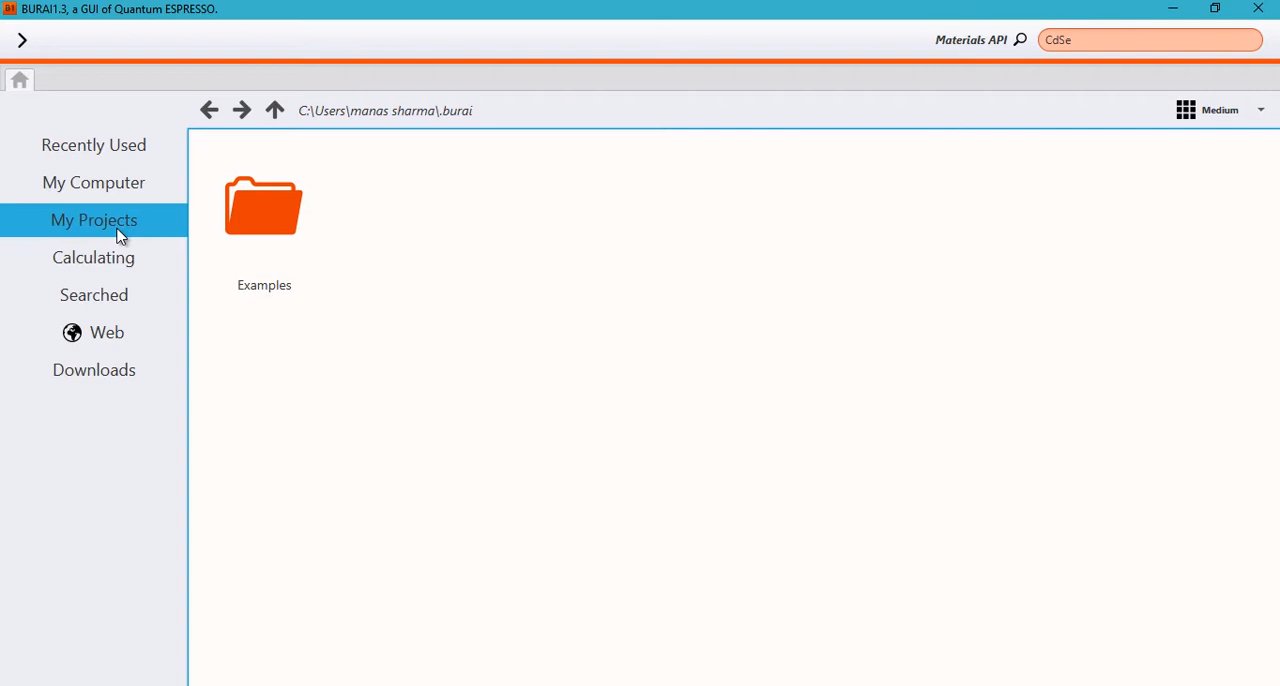 BURAI1.3, a GUI of Quantum ESPRESSO.
Materials API
CdSe
C:\Users\manas sharma\.burai
Medium
Recently Used
My Computer
My Projects
Calculating
Searched
Web
Downloads
Examples